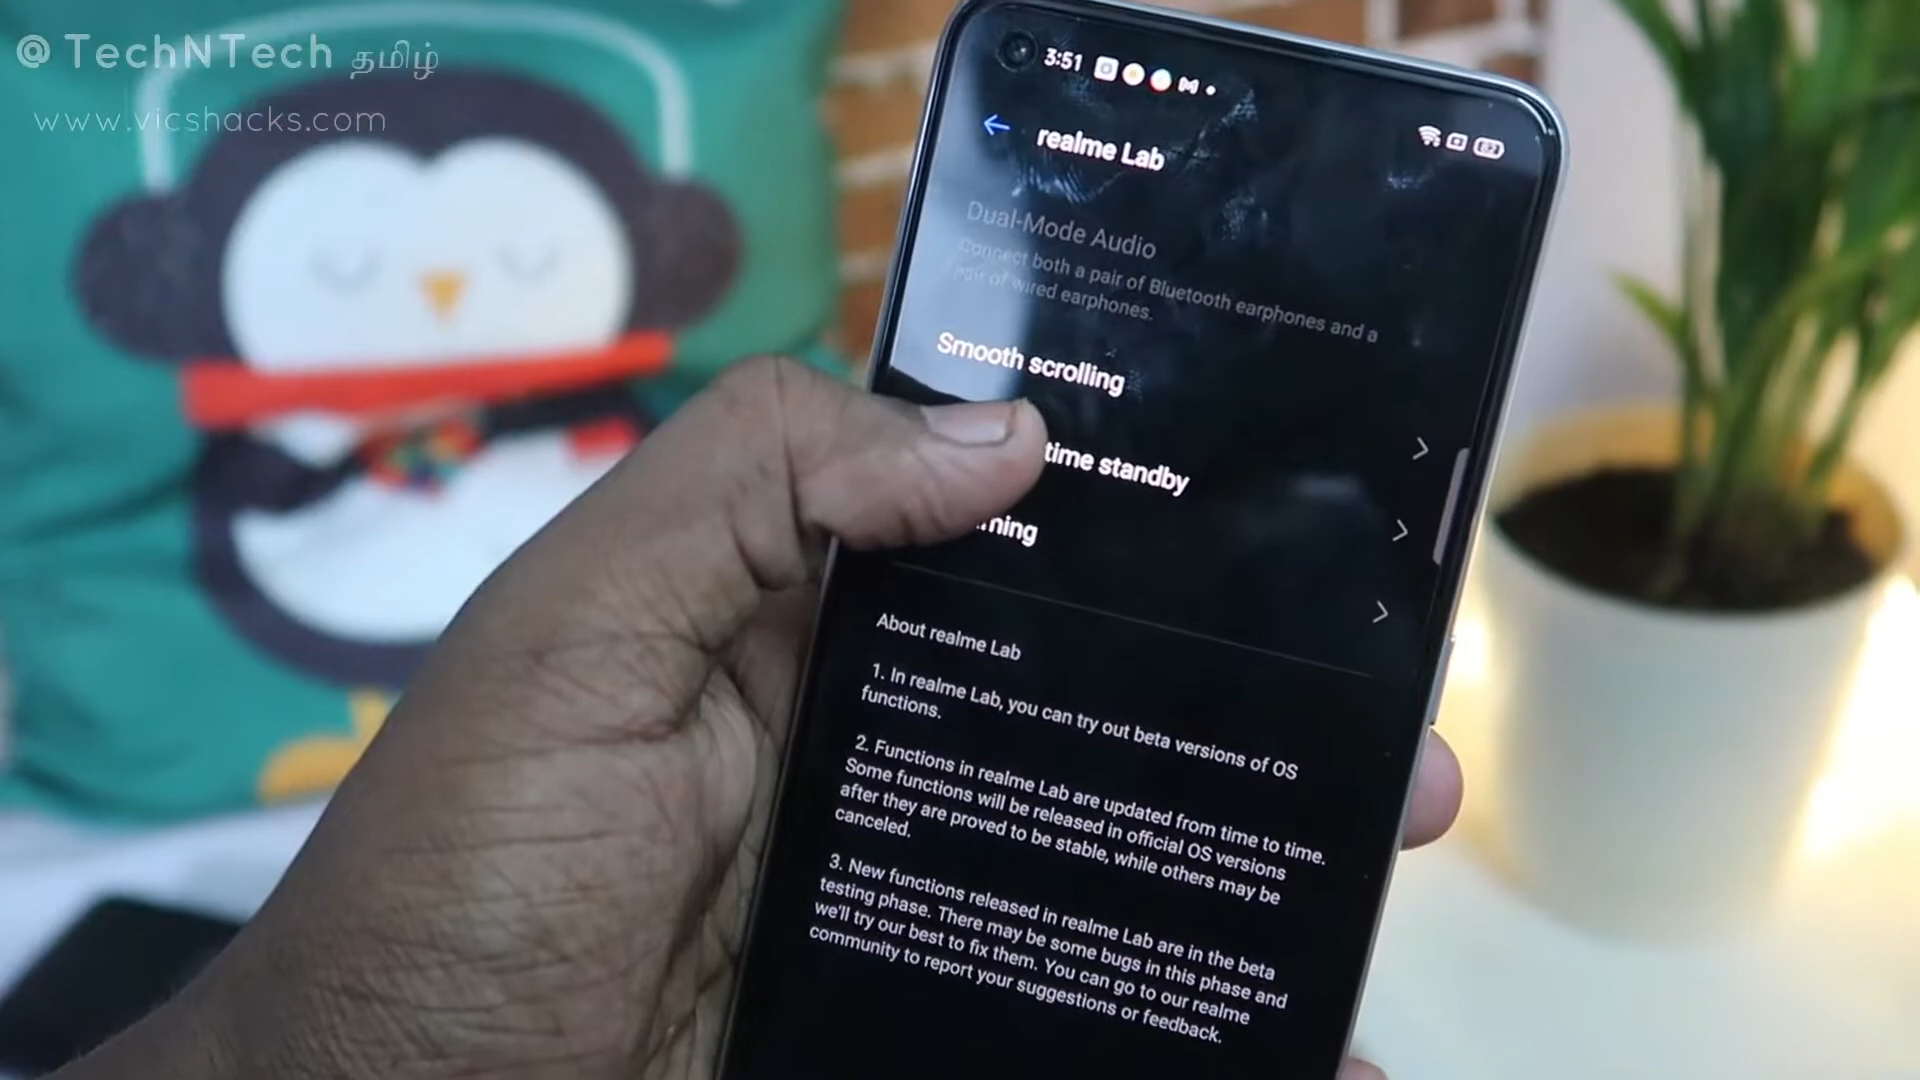 @ TechNTech தமிழ்
www.vicshacks.com
3:51
82
realme Lab
Dual-Mode Audio
Connect both a pair of Bluetooth earphones and a
pair of wired earphones.
Smooth scrolling
time standby
About realme Lab
1. In realme Lab, you can try out beta versions of OS
functions.
2. Functions in realme Lab are updated from time to time.
Some functions will be released in official OS versions
after they are proved to be stable, while others may be
canceled.
3. New functions released in realme Lab are in the beta
testing phase. There may be some bugs in this phase and
we'll try our best to fix them. You can go to our realme
community to report your suggestions or feedback.